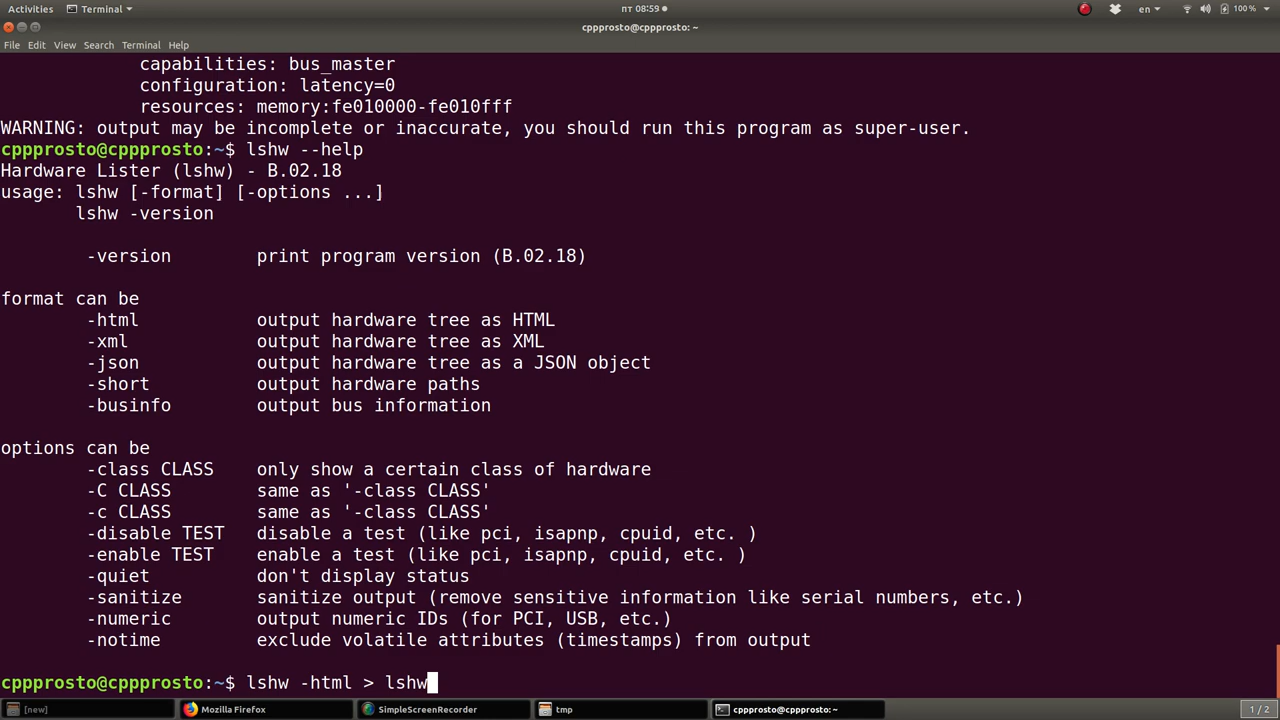 Activities Terminal пт 08:59 en 100 %
cppprosto@cppprosto: ~
File Edit View Search Terminal Help
capabilities: bus_master
configuration: latency=0
resources: memory:fe010000-fe010fff
WARNING: output may be incomplete or inaccurate, you should run this program as super-user.
cppprosto@cppprosto:~$ lshw --help
Hardware Lister (lshw) - B.02.18
usage: lshw [-format] [-options ...]
lshw -version
-version print program version (B.02.18)
format can be
-html output hardware tree as HTML
-xml output hardware tree as XML
-json output hardware tree as a JSON object
-short output hardware paths
-businfo output bus information
options can be
-class CLASS only show a certain class of hardware
-C CLASS same as '-class CLASS'
-c CLASS same as '-class CLASS'
-disable TEST disable a test (like pci, isapnp, cpuid, etc. )
-enable TEST enable a test (like pci, isapnp, cpuid, etc. )
-quiet don't display status
-sanitize sanitize output (remove sensitive information like serial numbers, etc.)
-numeric output numeric IDs (for PCI, USB, etc.)
-notime exclude volatile attributes (timestamps) from output
cppprosto@cppprosto:~$ lshw -html > lshw
[new] Mozilla Firefox SimpleScreenRecorder tmp cppprosto@cppprosto: ~ 1 / 2